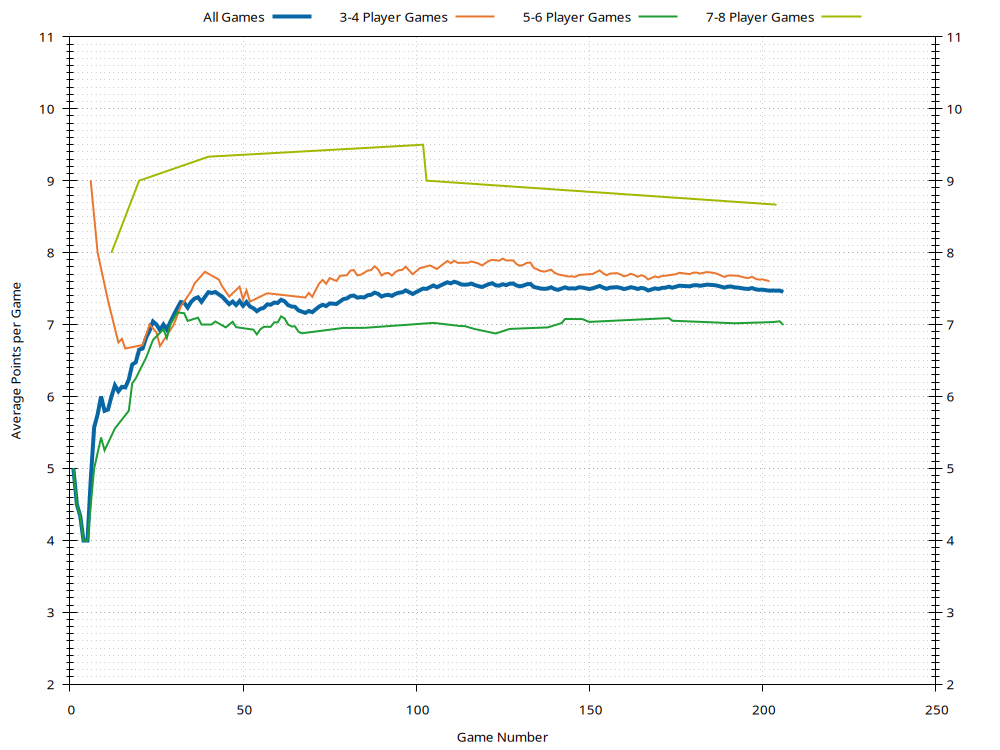 All Games 3-4 Player Games 5-6 Player Games 7-8 Player Games
11 11
10 10
9 9
8 8
7 7
6 6
5 5
4 4
3 3
2 2
Average Points per Game
0 50 100 150 200 250
Game Number